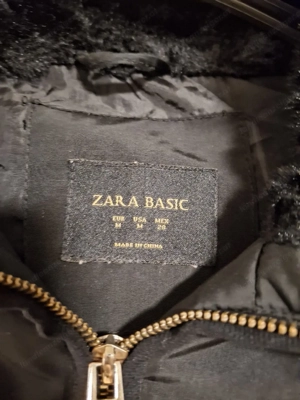 ZARA BASIC
EUR USA MEX
M M 28
MADE IN CHINA